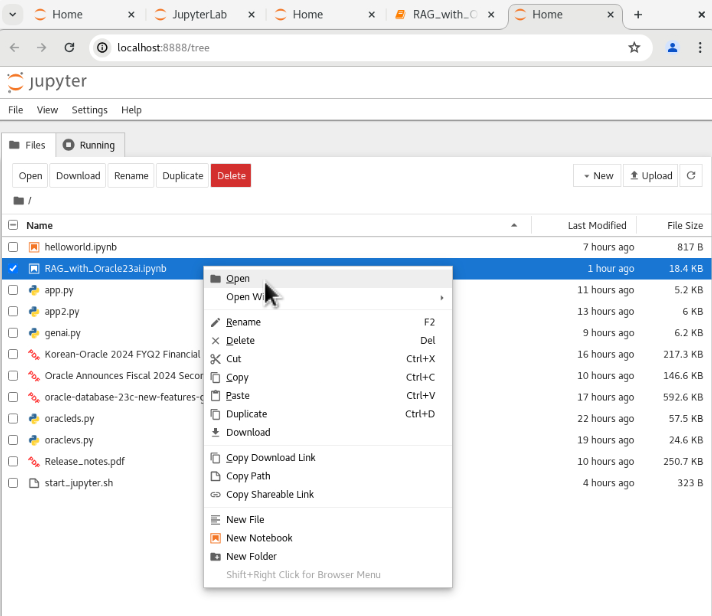 Home
JupyterLab
Home
RAG_with_O
Home
localhost:8888/tree
jupyter
File View Settings Help
Files Running
Open Download Rename Duplicate Delete New Upload
/
Name Last Modified File Size
helloworld.ipynb 7 hours ago 817 B
RAG_with_Oracle23ai.ipynb 1 hour ago 18.4 KB
app.py 11 hours ago 5.2 KB
app2.py 13 hours ago 6 KB
genai.py 9 hours ago 6.2 KB
Korean-Oracle 2024 FYQ2 Financial 16 hours ago 217.3 KB
Oracle Announces Fiscal 2024 Secor 10 hours ago 146.6 KB
oracle-database-23c-new-features-g 17 hours ago 592.6 KB
oracleds.py 22 hours ago 57.5 KB
oraclevs.py 19 hours ago 24.6 KB
Release_notes.pdf 10 hours ago 250.7 KB
start_jupyter.sh 4 hours ago 323 B
Open
Open Wi
Rename F2
Delete Del
Cut Ctrl+X
Copy Ctrl+C
Paste Ctrl+V
Duplicate Ctrl+D
Download
Copy Download Link
Copy Path
Copy Shareable Link
New File
New Notebook
New Folder
Shift+Right Click for Browser Menu